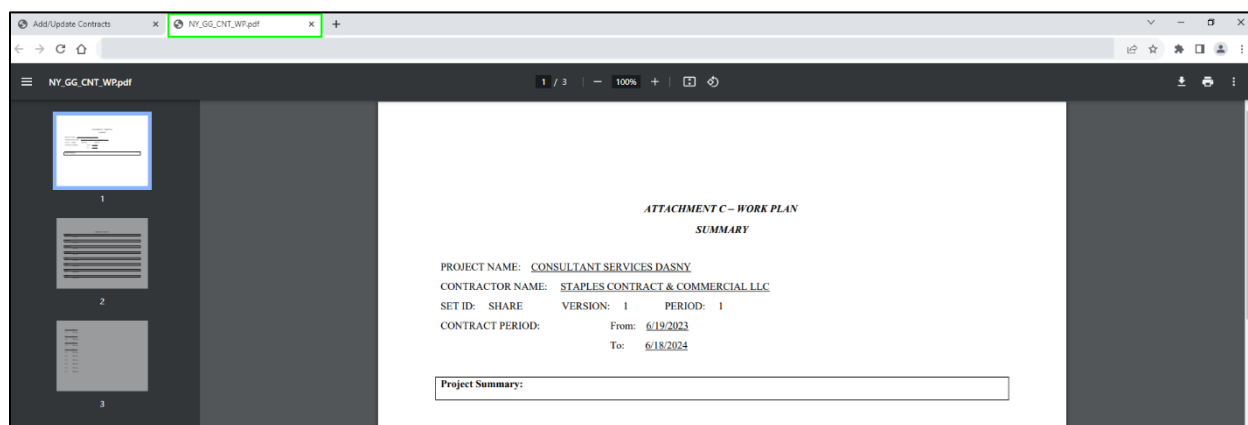 Add/Update Contracts
NY_GG_CNT_WP.pdf
NY_GG_CNT_WP.pdf
1 / 3
100%
1
2
3
ATTACHMENT C – WORK PLAN
SUMMARY
PROJECT NAME: CONSULTANT SERVICES DASNY
CONTRACTOR NAME: STAPLES CONTRACT & COMMERCIAL LLC
SET ID: SHARE VERSION: 1 PERIOD: 1
CONTRACT PERIOD: From: 6/19/2023
To: 6/18/2024
Project Summary: